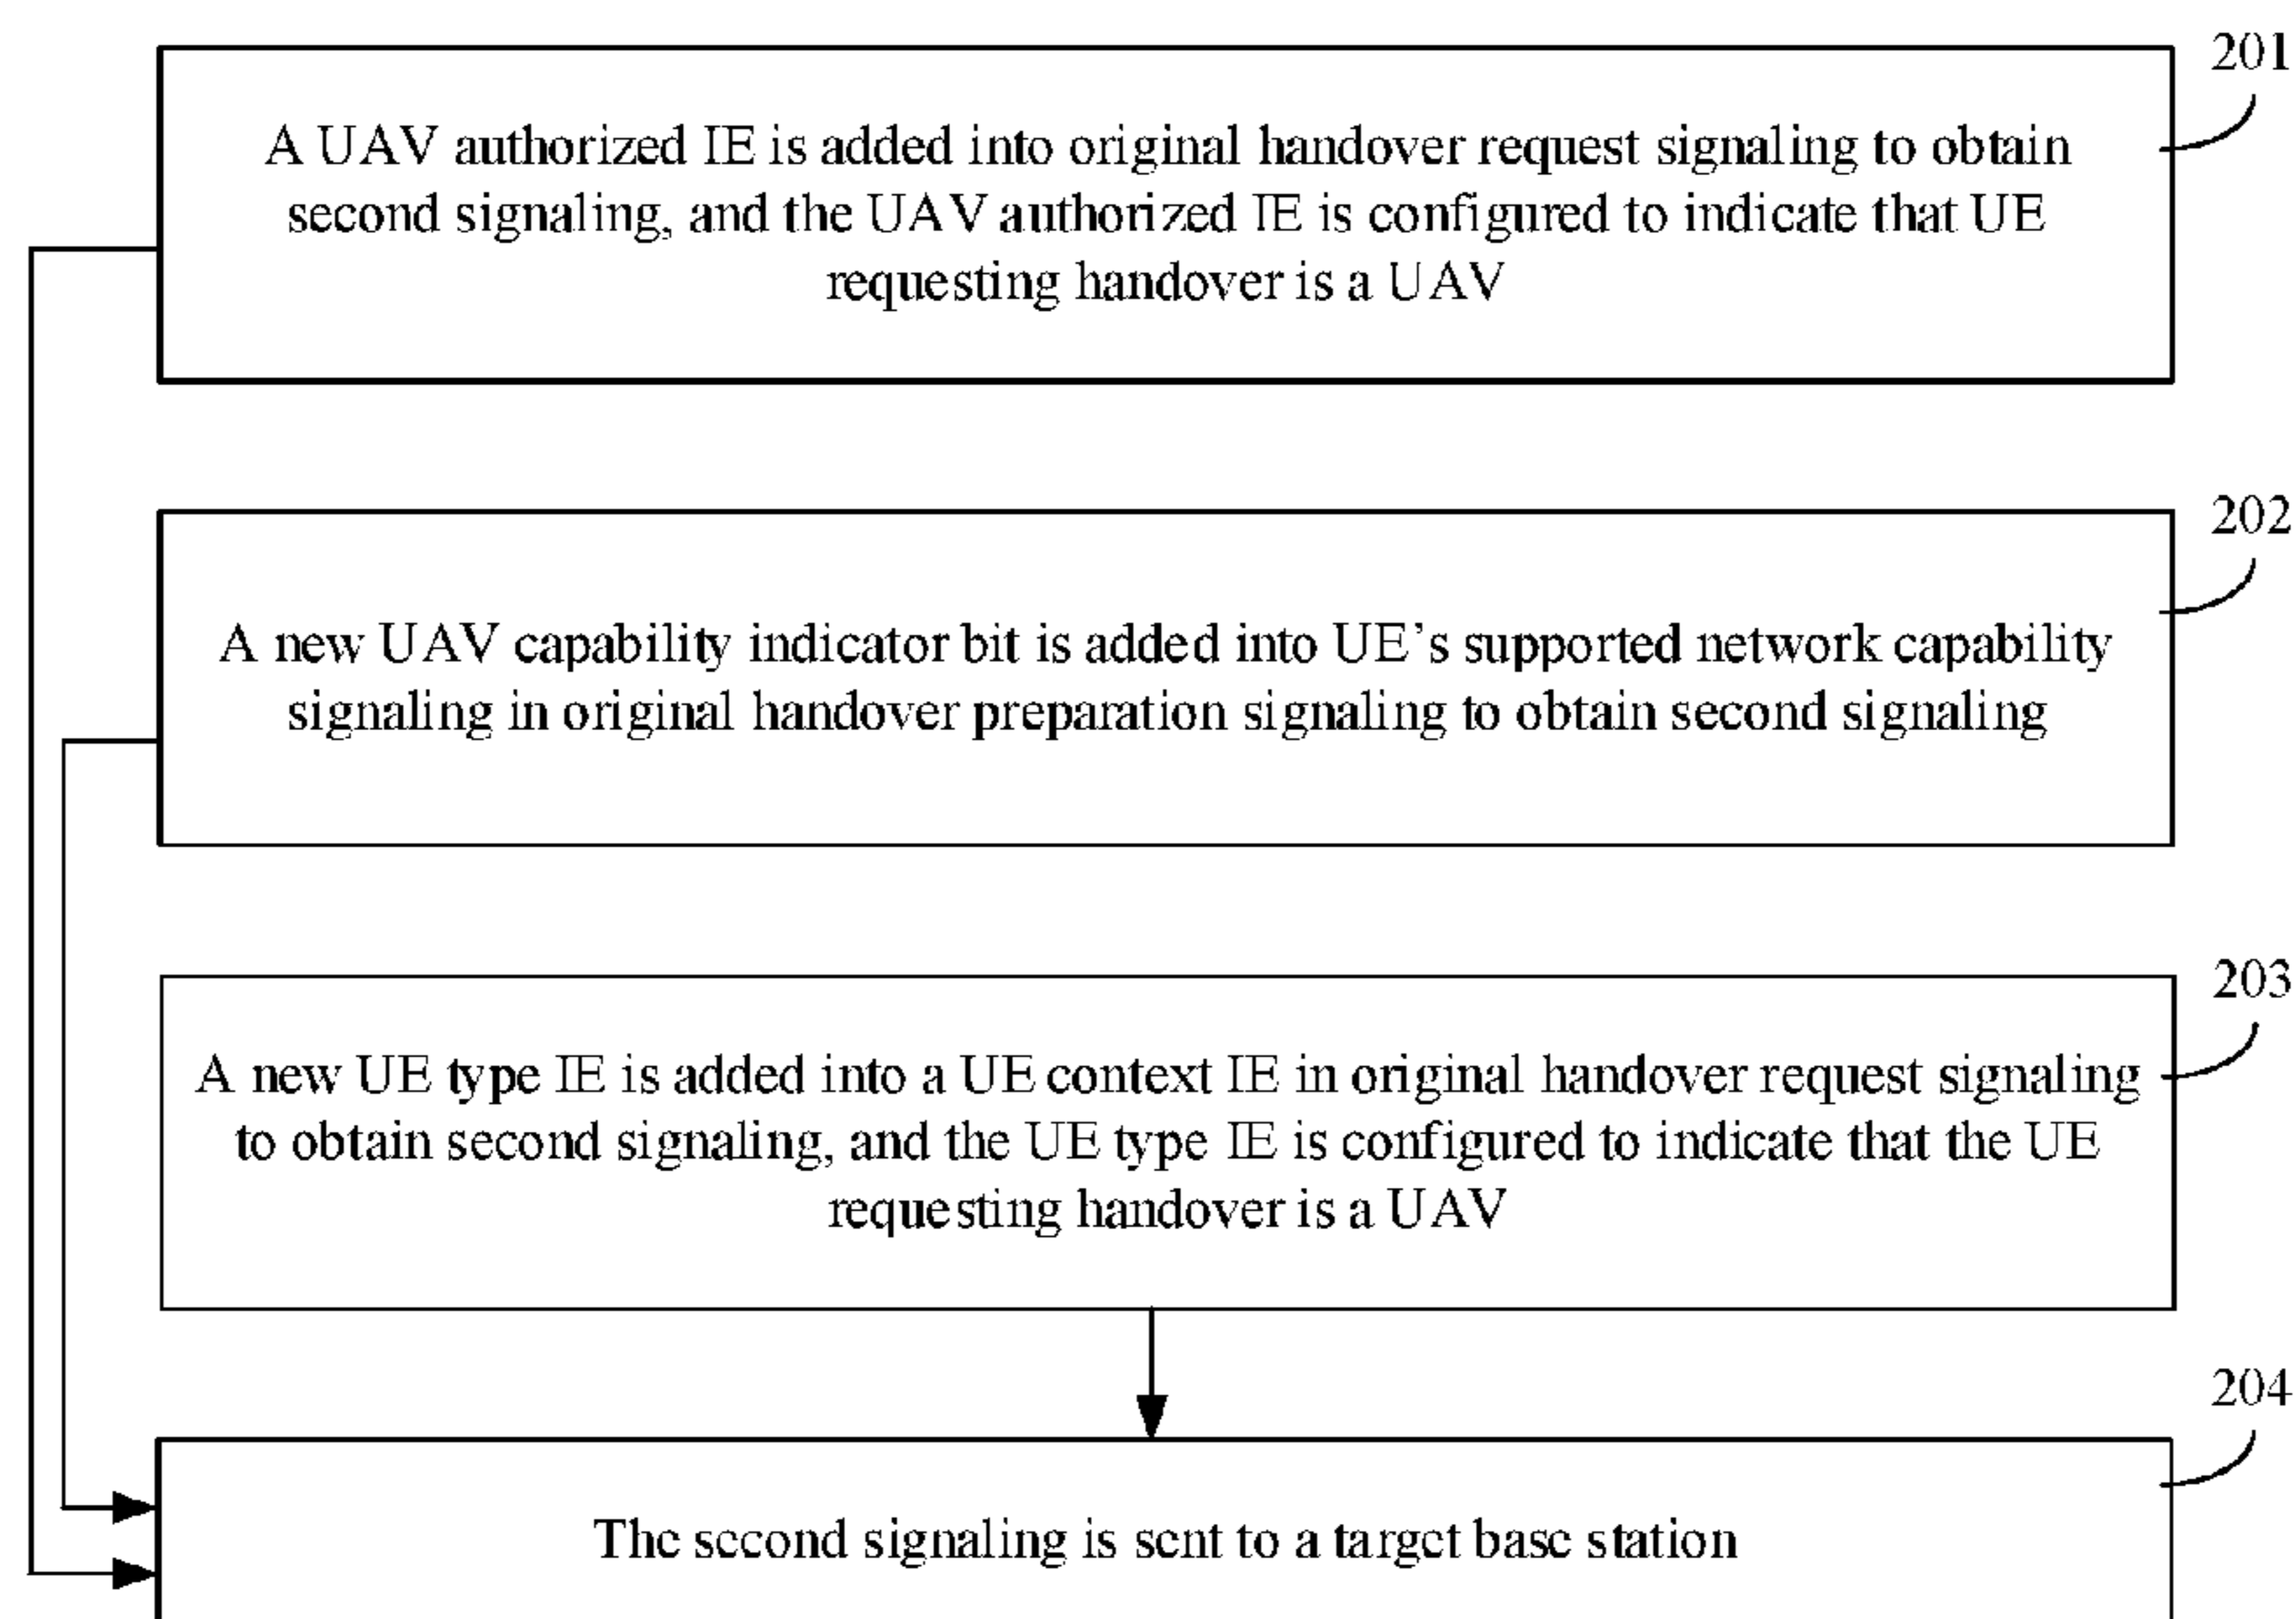 201
A UAV authorized IE is added into original handover request signaling to obtain
second signaling, and the UAV authorized IE is configured to indicate that UE
requesting handover is a UAV
202
A new UAV capability indicator bit is added into UE’s supported network capability
signaling in original handover preparation signaling to obtain second signaling
203
A new UE type IE is added into a UE context IE in original handover request signaling
to obtain second signaling, and the UE type IE is configured to indicate that the UE
requesting handover is a UAV
204
The second signaling is sent to a target base station